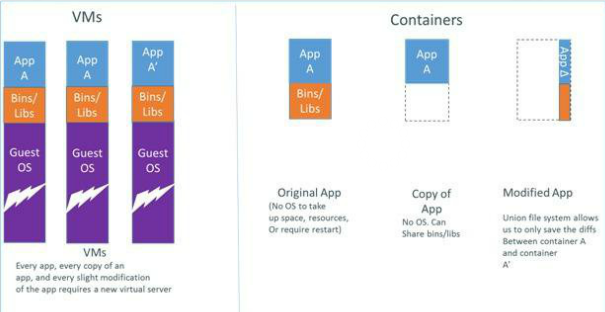 VMs
App
A
Bins/
Libs
Guest
OS
App
A
Bins/
Libs
Guest
OS
App
A'
Bins/
Libs
Guest
OS
VMs
Every app, every copy of an
app, and every slight modification
of the app requires a new virtual server
Containers
App
A
Bins/
Libs
Original App
(No OS to take
up space, resources,
Or require restart)
App
A
Copy of
App
No OS. Can
Share bins/libs
App Δ
Modified App
Union file system allows
us to only save the diffs
Between container A
and container
A'